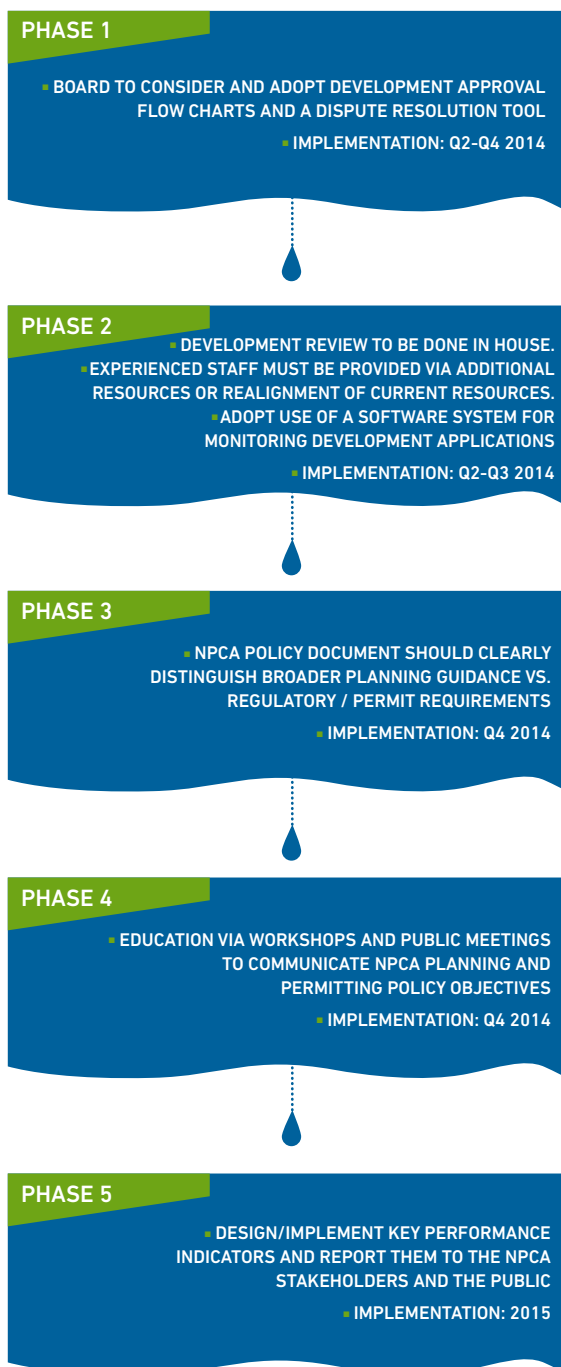 PHASE 1
▪ BOARD TO CONSIDER AND ADOPT DEVELOPMENT APPROVAL
FLOW CHARTS AND A DISPUTE RESOLUTION TOOL
▪ IMPLEMENTATION: Q2-Q4 2014
PHASE 2
▪ DEVELOPMENT REVIEW TO BE DONE IN HOUSE.
▪ EXPERIENCED STAFF MUST BE PROVIDED VIA ADDITIONAL
RESOURCES OR REALIGNMENT OF CURRENT RESOURCES.
▪ ADOPT USE OF A SOFTWARE SYSTEM FOR
MONITORING DEVELOPMENT APPLICATIONS
▪ IMPLEMENTATION: Q2-Q3 2014
PHASE 3
▪ NPCA POLICY DOCUMENT SHOULD CLEARLY
DISTINGUISH BROADER PLANNING GUIDANCE VS.
REGULATORY / PERMIT REQUIREMENTS
▪ IMPLEMENTATION: Q4 2014
PHASE 4
▪ EDUCATION VIA WORKSHOPS AND PUBLIC MEETINGS
TO COMMUNICATE NPCA PLANNING AND
PERMITTING POLICY OBJECTIVES
▪ IMPLEMENTATION: Q4 2014
PHASE 5
▪ DESIGN/IMPLEMENT KEY PERFORMANCE
INDICATORS AND REPORT THEM TO THE NPCA
STAKEHOLDERS AND THE PUBLIC
▪ IMPLEMENTATION: 2015